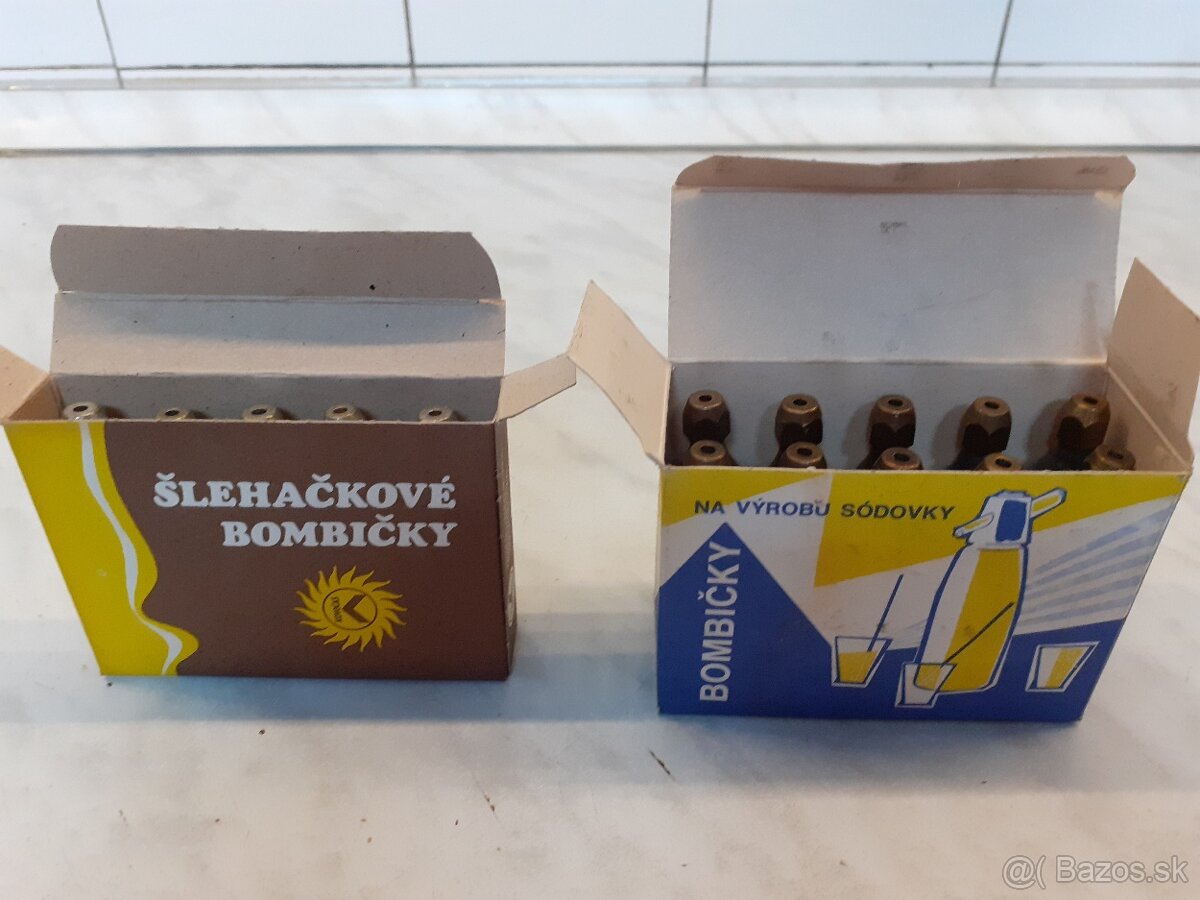 ŠLEHAČKOVÉ
BOMBIČKY
NA VÝROBU SÓDOVKY
BOMBIČKY
@( Bazos.sk